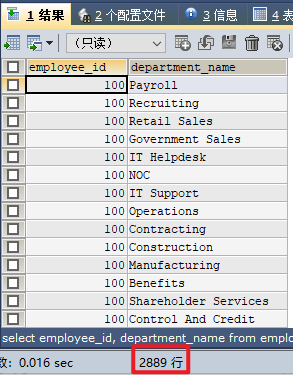 1 结果 2 个配置文件 3 信息 4 表
（只读）
employee_id department_name
100 Payroll
100 Recruiting
100 Retail Sales
100 Government Sales
100 IT Helpdesk
100 NOC
100 IT Support
100 Operations
100 Contracting
100 Construction
100 Manufacturing
100 Benefits
100 Shareholder Services
100 Control And Credit
select employee_id, department_name from emplo
数: 0.016 sec 2889 行